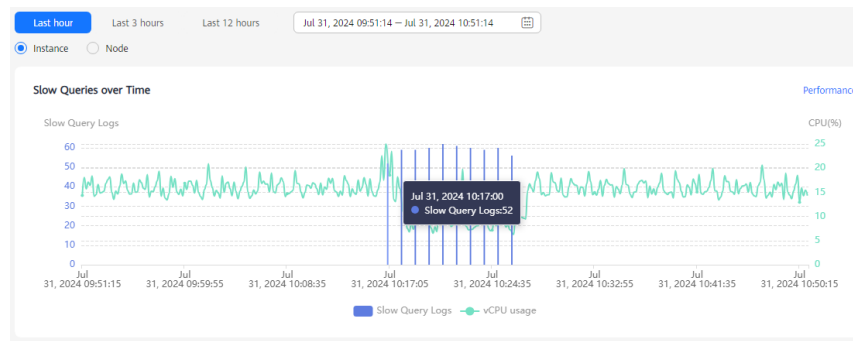 Last hour Last 3 hours Last 12 hours Jul 31, 2024 09:51:14 — Jul 31, 2024 10:51:14
Instance Node
Slow Queries over Time Performance
Slow Query Logs CPU(%)
60 25
50 20
40 15
30 10
20 5
10 0
0
Jul 31, 2024 10:17:00
Slow Query Logs:52
Jul Jul Jul Jul Jul Jul Jul Jul
31, 2024 09:51:15 31, 2024 09:59:55 31, 2024 10:08:35 31, 2024 10:17:05 31, 2024 10:24:35 31, 2024 10:32:55 31, 2024 10:41:35 31, 2024 10:50:15
Slow Query Logs vCPU usage